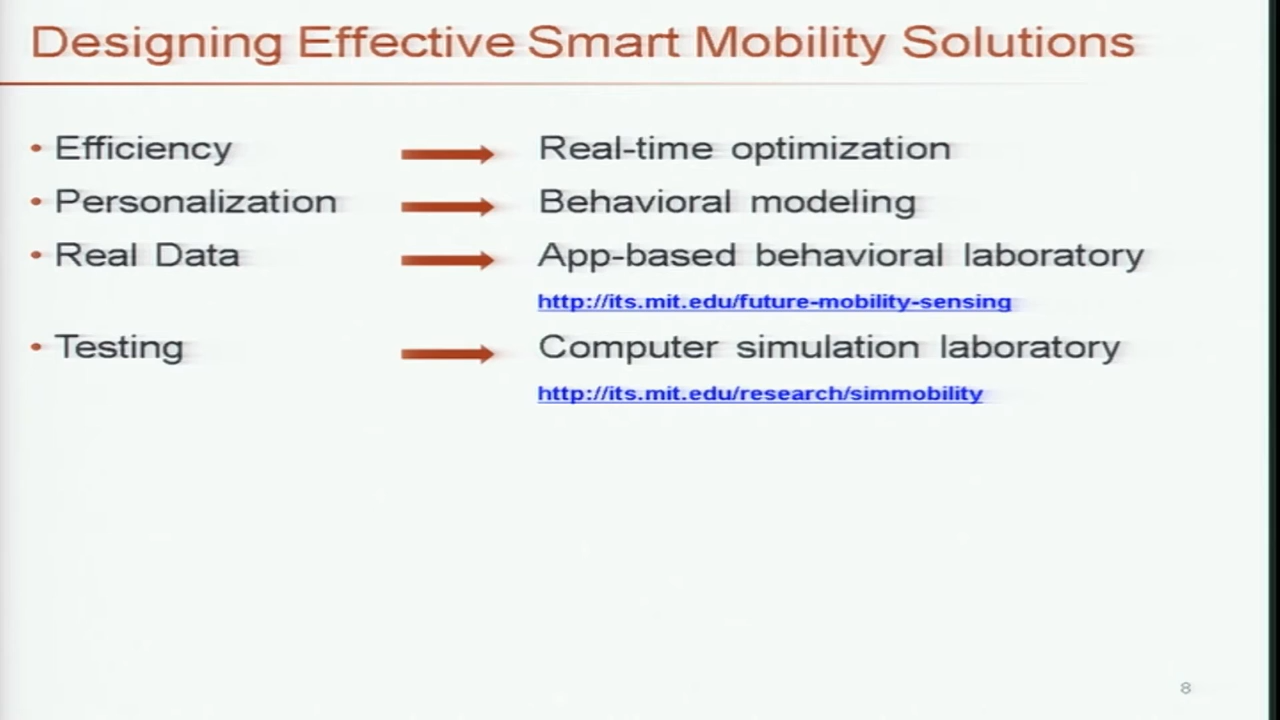 Designing Effective Smart Mobility Solutions
• Efficiency Real-time optimization
• Personalization Behavioral modeling
• Real Data App-based behavioral laboratory
http://its.mit.edu/future-mobility-sensing
• Testing Computer simulation laboratory
http://its.mit.edu/research/simmobility
8